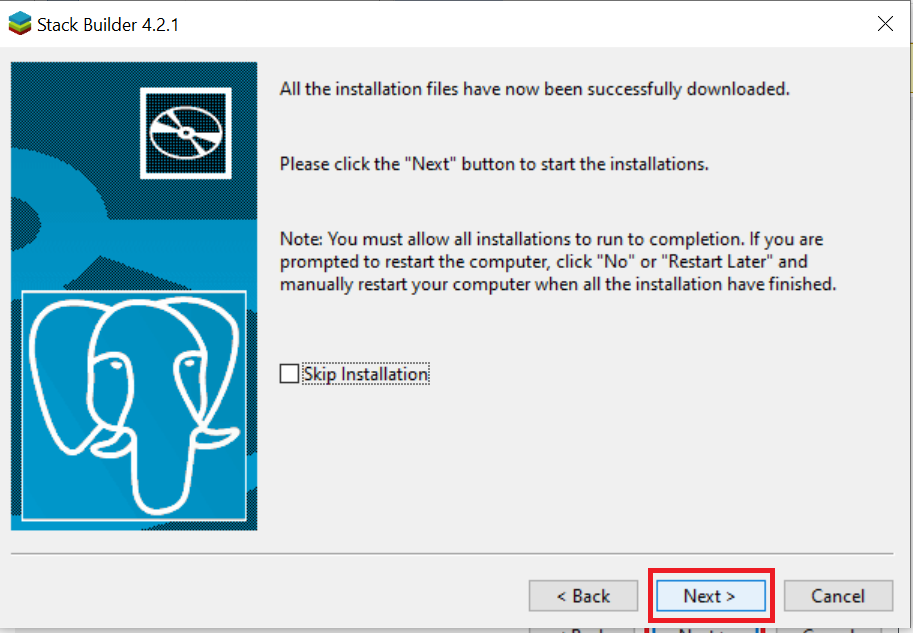 Stack Builder 4.2.1
All the installation files have now been successfully downloaded.
Please click the "Next" button to start the installations.
Note: You must allow all installations to run to completion. If you are
prompted to restart the computer, click "No" or "Restart Later" and
manually restart your computer when all the installation have finished.
Skip Installation
< Back
Next >
Cancel